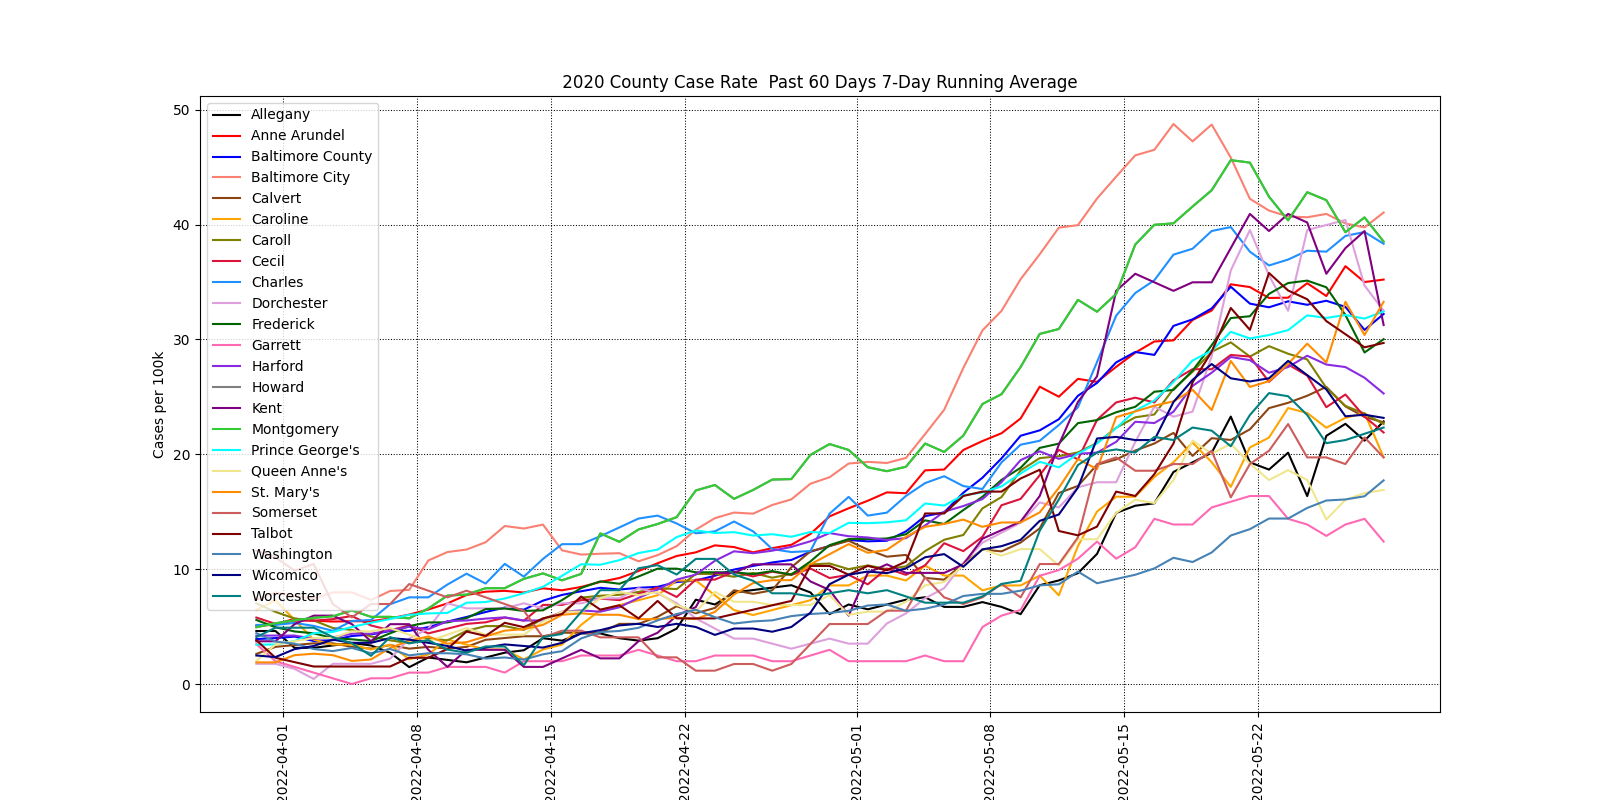 2020 County Case Rate  Past 60 Days 7-Day Running Average
Cases per 100k
50
40
30
20
10
0
Allegany
Anne Arundel
Baltimore County
Baltimore City
Calvert
Caroline
Caroll
Cecil
Charles
Dorchester
Frederick
Garrett
Harford
Howard
Kent
Montgomery
Prince George's
Queen Anne's
St. Mary's
Somerset
Talbot
Washington
Wicomico
Worcester
2022-04-01
2022-04-08
2022-04-15
2022-04-22
2022-05-01
2022-05-08
2022-05-15
2022-05-22